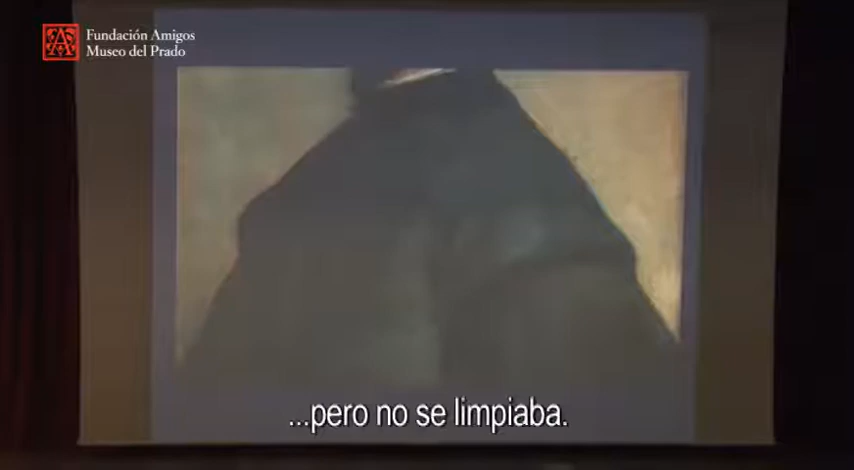 Fundación Amigos
Museo del Prado
...pero no se limpiaba.